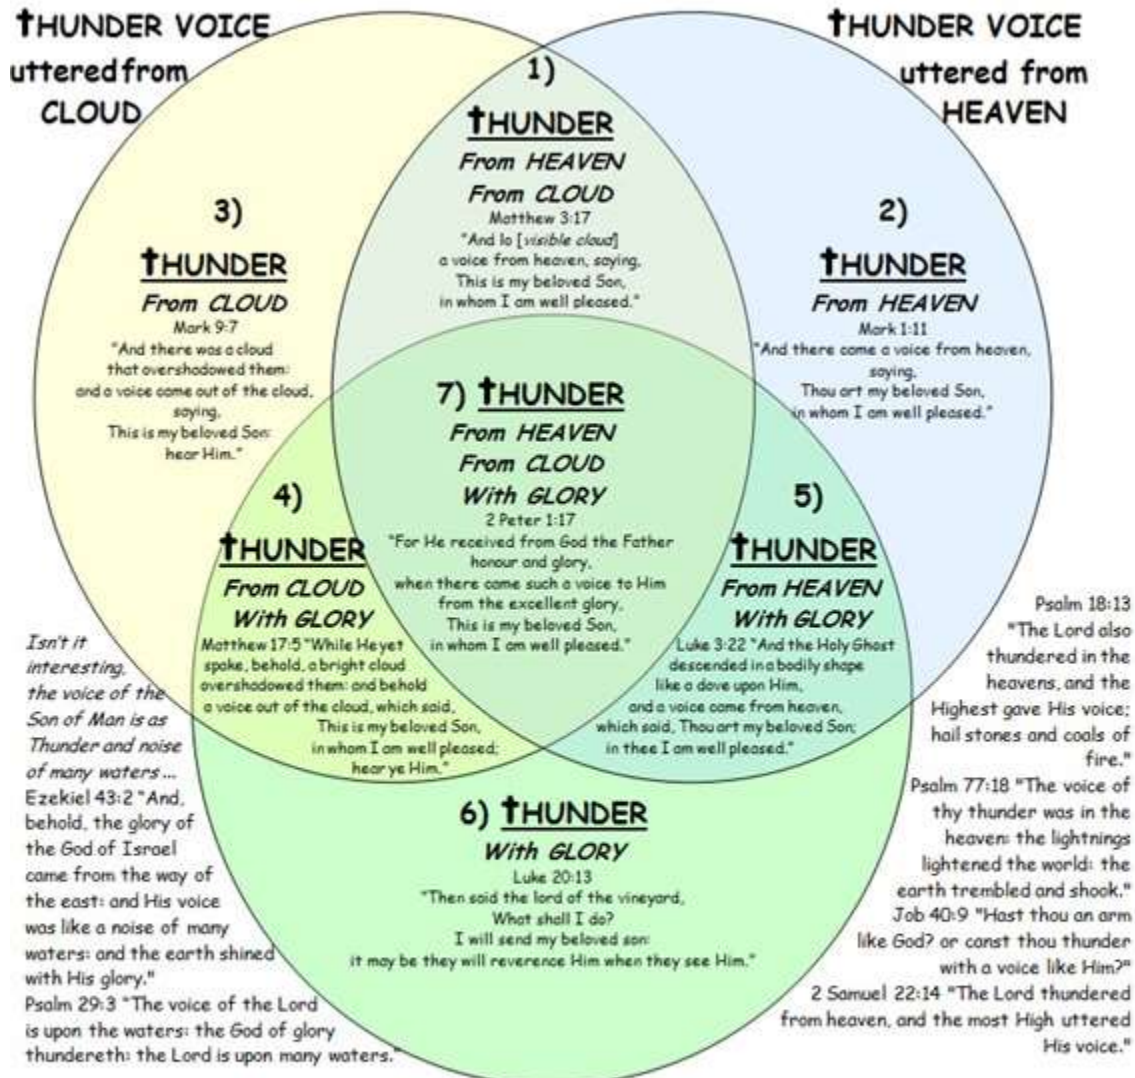 ✝HUNDER VOICE
uttered from
CLOUD
✝HUNDER VOICE
uttered from
HEAVEN
1)
✝HUNDER
From HEAVEN
From CLOUD
Matthew 3:17
"And lo [visible cloud]
a voice from heaven, saying,
This is my beloved Son,
in whom I am well pleased."
2)
✝HUNDER
From HEAVEN
Mark 1:11
"And there came a voice from heaven,
saying,
Thou art my beloved Son,
in whom I am well pleased."
3)
✝HUNDER
From CLOUD
Mark 9:7
"And there was a cloud
that overshadowed them:
and a voice came out of the cloud,
saying,
This is my beloved Son:
hear Him."
4)
✝HUNDER
From CLOUD
With GLORY
Matthew 17:5 "While He yet
spake, behold, a bright cloud
overshadowed them: and behold
a voice out of the cloud, which said,
This is my beloved Son,
in whom I am well pleased;
hear ye Him."
5)
✝HUNDER
From HEAVEN
With GLORY
Luke 3:22 "And the Holy Ghost
descended in a bodily shape
like a dove upon Him,
and a voice came from heaven,
which said, Thou art my beloved Son;
in thee I am well pleased."
6) ✝HUNDER
With GLORY
Luke 20:13
"Then said the lord of the vineyard,
What shall I do?
I will send my beloved son:
it may be they will reverence Him when they see Him."
7) ✝HUNDER
From HEAVEN
From CLOUD
With GLORY
2 Peter 1:17
"For He received from God the Father
honour and glory,
when there came such a voice to Him
from the excellent glory,
This is my beloved Son,
in whom I am well pleased."
Isn't it
interesting,
the voice of the
Son of Man is as
Thunder and noise
of many waters ...
Ezekiel 43:2 "And,
behold, the glory of
the God of Israel
came from the way of
the east: and His voice
was like a noise of many
waters: and the earth shined
with His glory."
Psalm 29:3 "The voice of the Lord
is upon the waters: the God of glory
thundereth: the Lord is upon many waters."
Psalm 18:13
"The Lord also
thundered in the
heavens, and the
Highest gave His voice;
hail stones and coals of
fire."
Psalm 77:18 "The voice of
thy thunder was in the
heaven: the lightnings
lightened the world: the
earth trembled and shook."
Job 40:9 "Hast thou an arm
like God? or canst thou thunder
with a voice like Him?"
2 Samuel 22:14 "The Lord thundered
from heaven, and the most High uttered
His voice."